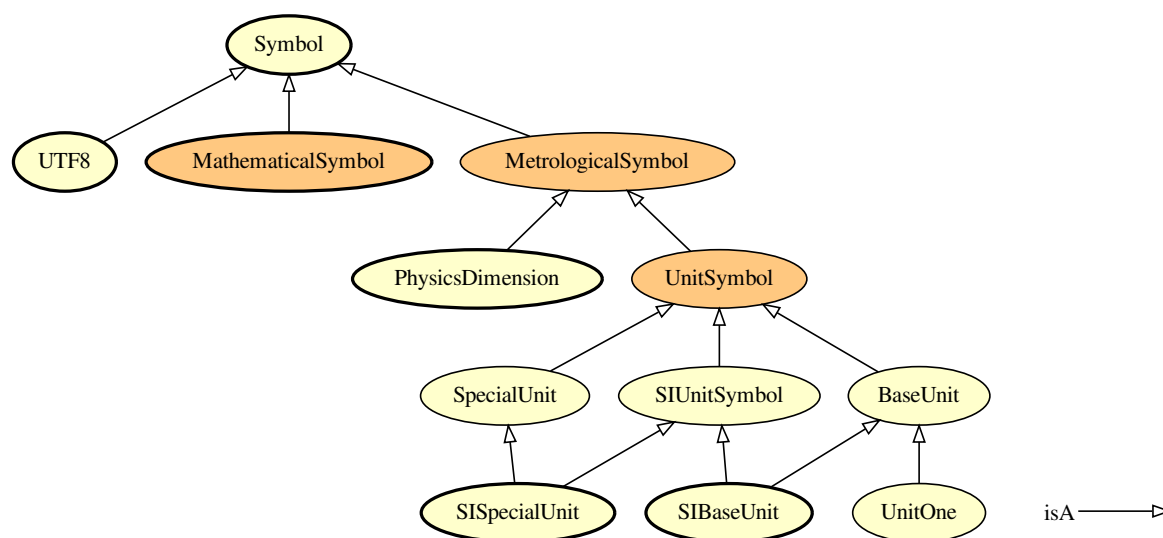 Symbol
UTF8
MathematicalSymbol
MetrologicalSymbol
PhysicsDimension
UnitSymbol
SpecialUnit
SIUnitSymbol
BaseUnit
SISpecialUnit
SIBaseUnit
UnitOne
isA